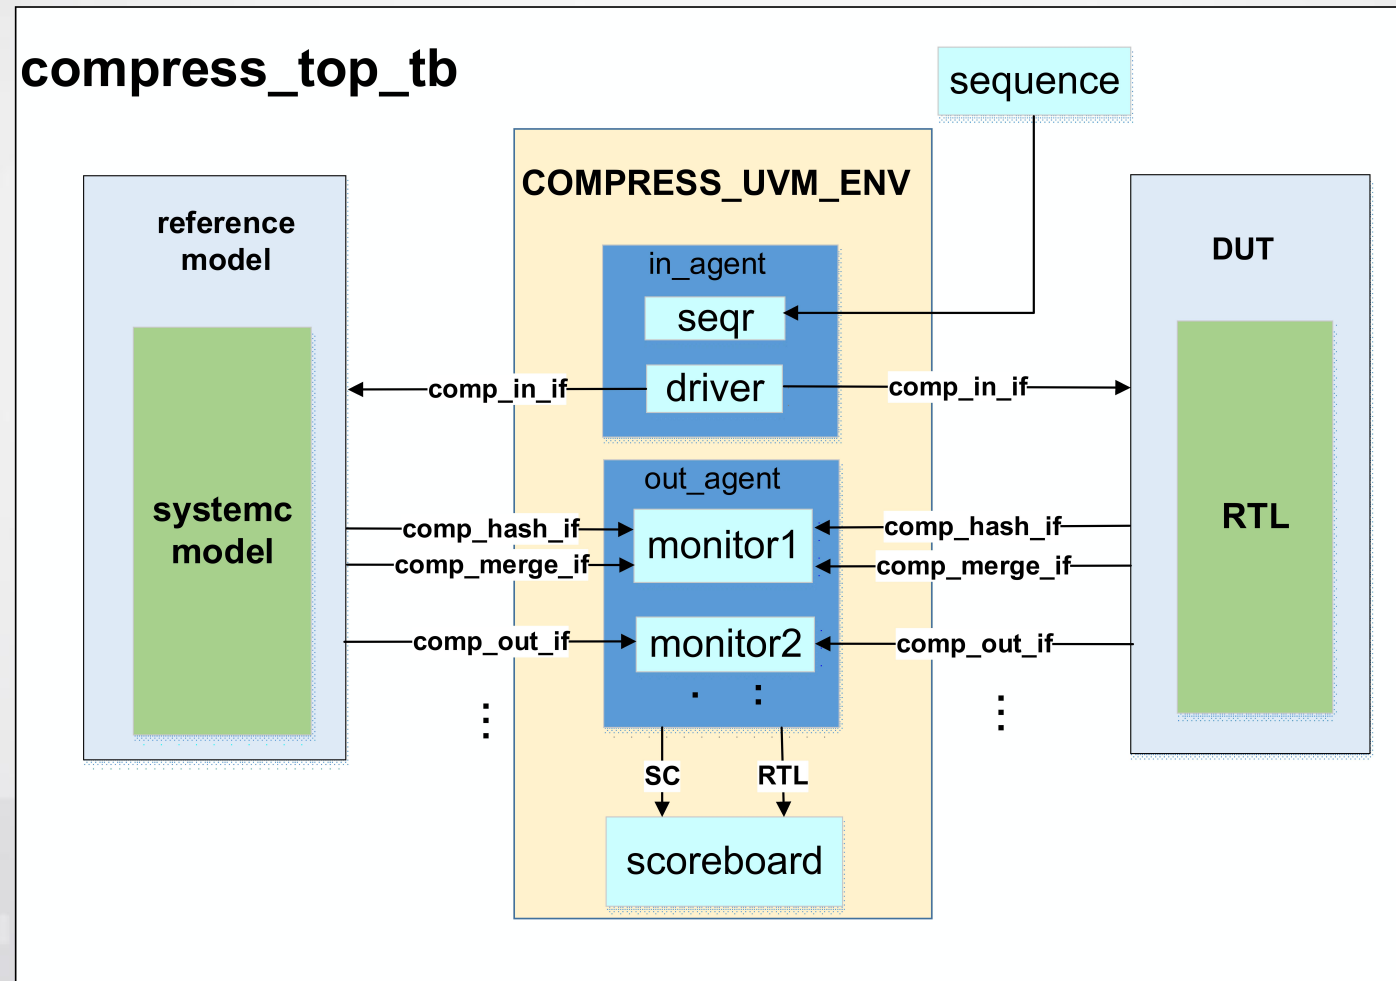 compress_top_tb
sequence
COMPRESS_UVM_ENV
reference
model
DUT
in_agent
seqr
driver
comp_in_if
comp_in_if
out_agent
systemc
model
RTL
comp_hash_if
monitor1
comp_hash_if
comp_merge_if
comp_merge_if
comp_out_if
monitor2
comp_out_if
SC
RTL
scoreboard